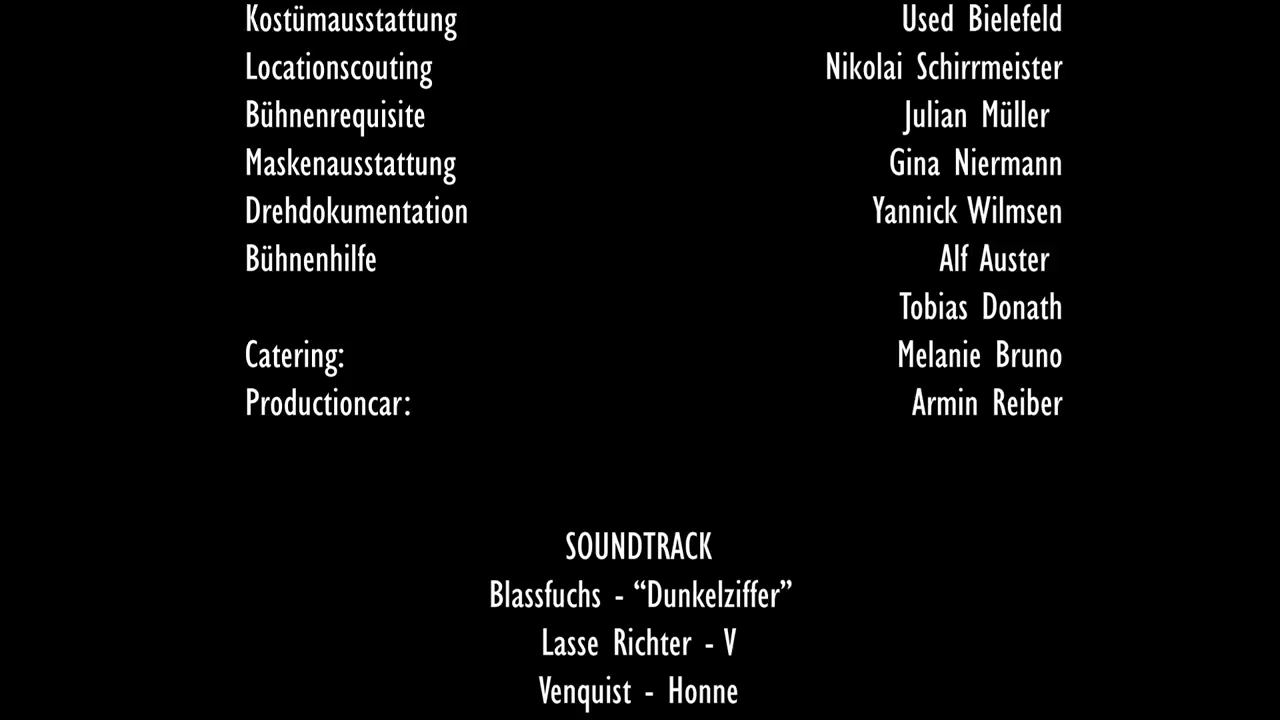 Kostümausstattung Used Bielefeld
Locationscouting Nikolai Schirrmeister
Bühnenrequisite Julian Müller
Maskenausstattung Gina Niermann
Drehdokumentation Yannick Wilmsen
Bühnenhilfe Alf Auster
Tobias Donath
Catering: Melanie Bruno
Productioncar: Armin Reiber
SOUNDTRACK
Blassfuchs - “Dunkelziffer”
Lasse Richter - V
Venquist - Honne